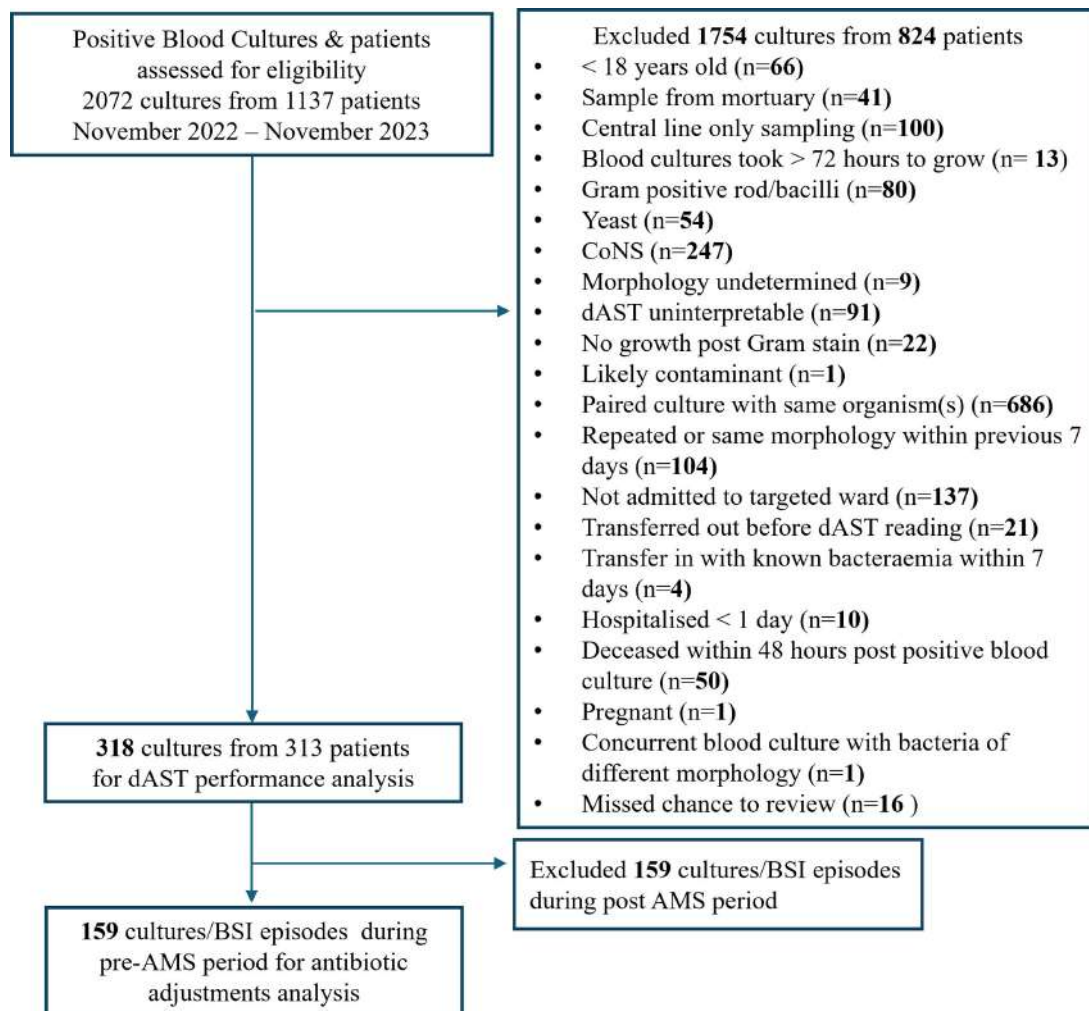 Positive Blood Cultures & patients
assessed for eligibility
2072 cultures from 1137 patients
November 2022 – November 2023
Excluded 1754 cultures from 824 patients
• < 18 years old (n=66)
• Sample from mortuary (n=41)
• Central line only sampling (n=100)
• Blood cultures took > 72 hours to grow (n= 13)
• Gram positive rod/bacilli (n=80)
• Yeast (n=54)
• CoNS (n=247)
• Morphology undetermined (n=9)
• dAST uninterpretable (n=91)
• No growth post Gram stain (n=22)
• Likely contaminant (n=1)
• Paired culture with same organism(s) (n=686)
• Repeated or same morphology within previous 7
days (n=104)
• Not admitted to targeted ward (n=137)
• Transferred out before dAST reading (n=21)
• Transfer in with known bacteraemia within 7
days (n=4)
• Hospitalised < 1 day (n=10)
• Deceased within 48 hours post positive blood
culture (n=50)
• Pregnant (n=1)
• Concurrent blood culture with bacteria of
different morphology (n=1)
• Missed chance to review (n=16 )
318 cultures from 313 patients
for dAST performance analysis
Excluded 159 cultures/BSI episodes
during post AMS period
159 cultures/BSI episodes during
pre-AMS period for antibiotic
adjustments analysis